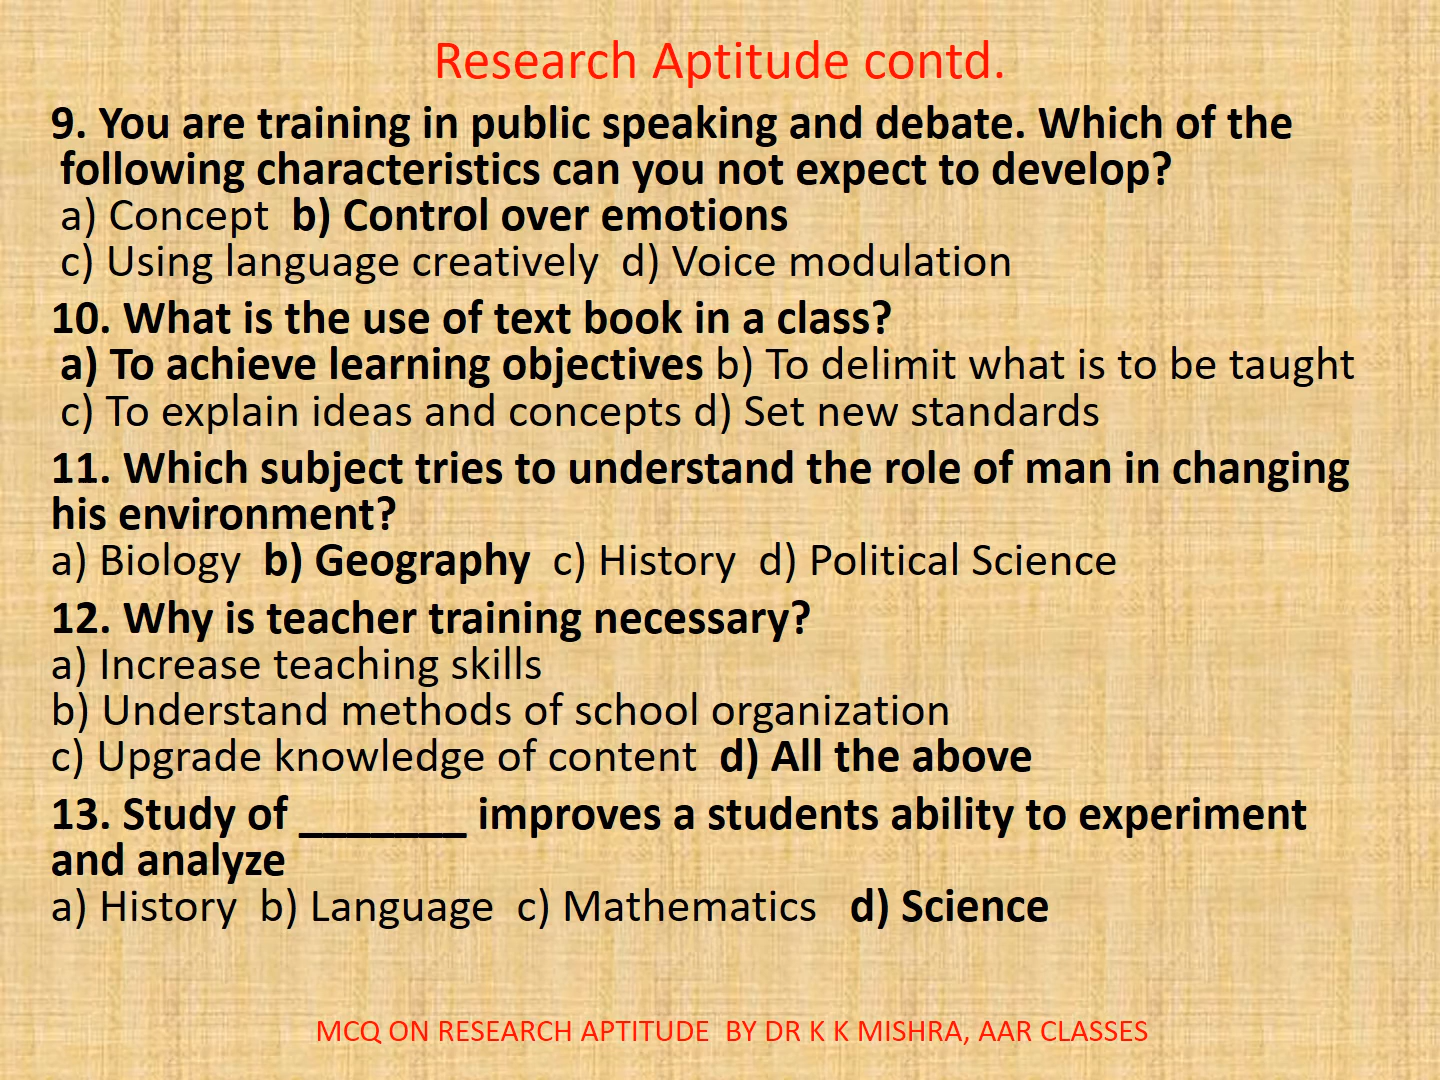 Research Aptitude contd.
9. You are training in public speaking and debate. Which of the
following characteristics can you not expect to develop?
a) Concept b) Control over emotions
c) Using language creatively d) Voice modulation
10. What is the use of text book in a class?
a) To achieve learning objectives b) To delimit what is to be taught
c) To explain ideas and concepts d) Set new standards
11. Which subject tries to understand the role of man in changing
his environment?
a) Biology b) Geography c) History d) Political Science
12. Why is teacher training necessary?
a) Increase teaching skills
b) Understand methods of school organization
c) Upgrade knowledge of content d) All the above
13. Study of _______ improves a students ability to experiment
and analyze
a) History b) Language c) Mathematics d) Science
MCQ ON RESEARCH APTITUDE BY DR K K MISHRA, AAR CLASSES